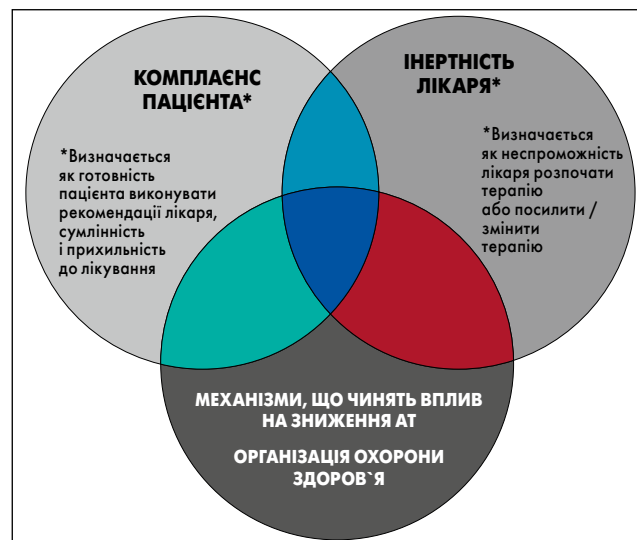 КОМПЛАЄНС
ПАЦІЄНТА*
*Визначається
як готовність
пацієнта виконувати
рекомендації лікаря,
сумлінність
і прихильність
до лікування
ІНЕРТНІСТЬ
ЛІКАРЯ*
*Визначається
як неспроможність
лікаря розпочати
терапію
або посилити /
змінити
терапію
МЕХАНІЗМИ, ЩО ЧИНЯТЬ ВПЛИВ
НА ЗНИЖЕННЯ АТ
ОРГАНІЗАЦІЯ ОХОРОНИ
ЗДОРОВ`Я